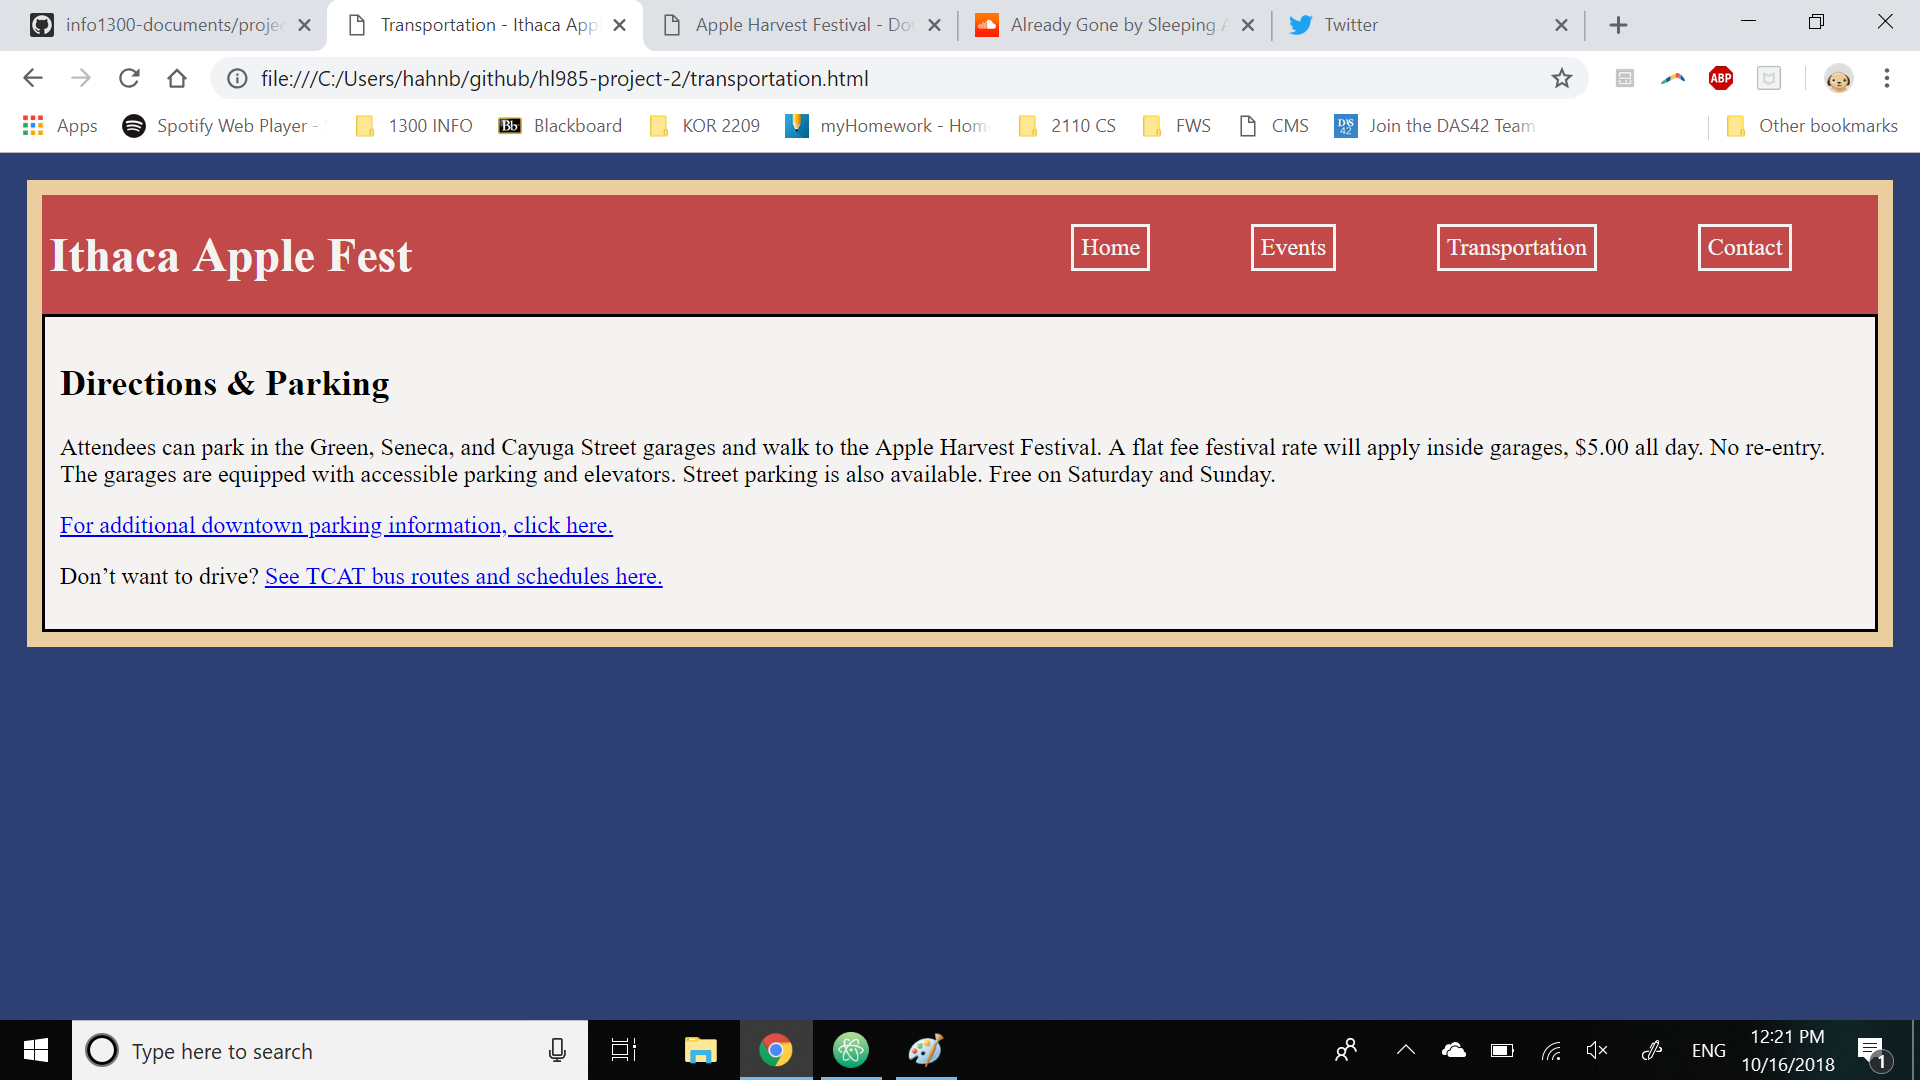 info1300-documents/projec
Transportation - Ithaca App
Apple Harvest Festival - Do
Already Gone by Sleeping
Twitter
file:///C:/Users/hahnb/github/hl985-project-2/transportation.html
ABP
Apps
Spotify Web Player -
1300 INFO
Bb
Blackboard
KOR 2209
myHomework - Hom
2110 CS
FWS
CMS
DAS
42
Join the DAS42 Team
Other bookmarks
Ithaca Apple Fest
Home
Events
Transportation
Contact
Directions & Parking
Attendees can park in the Green, Seneca, and Cayuga Street garages and walk to the Apple Harvest Festival. A flat fee festival rate will apply inside garages, $5.00 all day. No re-entry.
The garages are equipped with accessible parking and elevators. Street parking is also available. Free on Saturday and Sunday.
For additional downtown parking information, click here.
Don’t want to drive? See TCAT bus routes and schedules here.
Type here to search
ENG
12:21 PM
10/16/2018
1